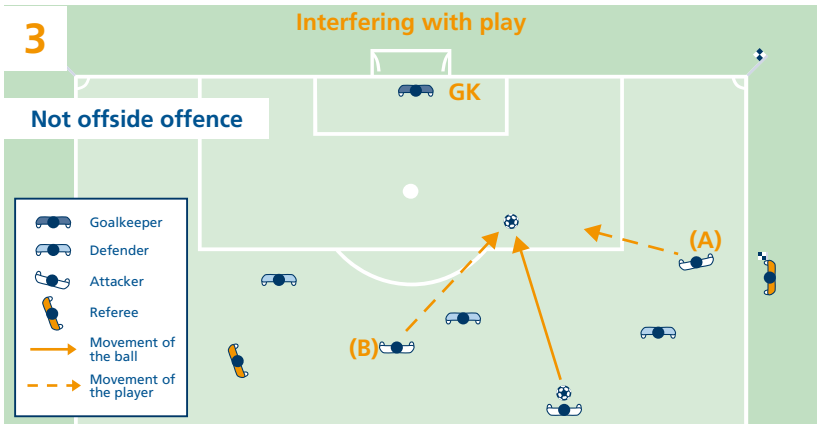 3
Interfering with play
GK
Not offside offence
Goalkeeper
Defender
Attacker
Referee
Movement of
the ball
Movement of
the player
(A)
(B)